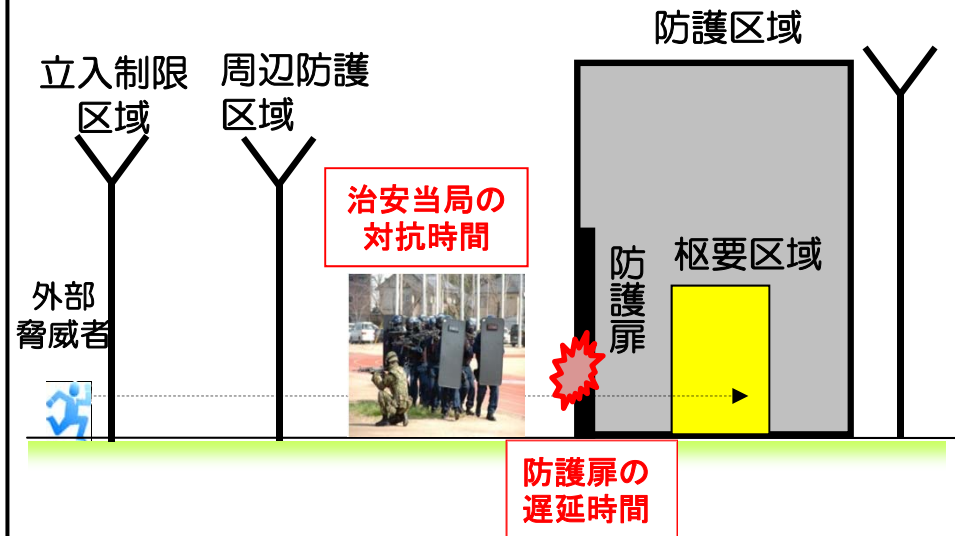 防護区域
立入制限
区域
周辺防護
区域
治安当局の
対抗時間
外部
脅威者
防護扉
枢要区域
防護扉の
遅延時間